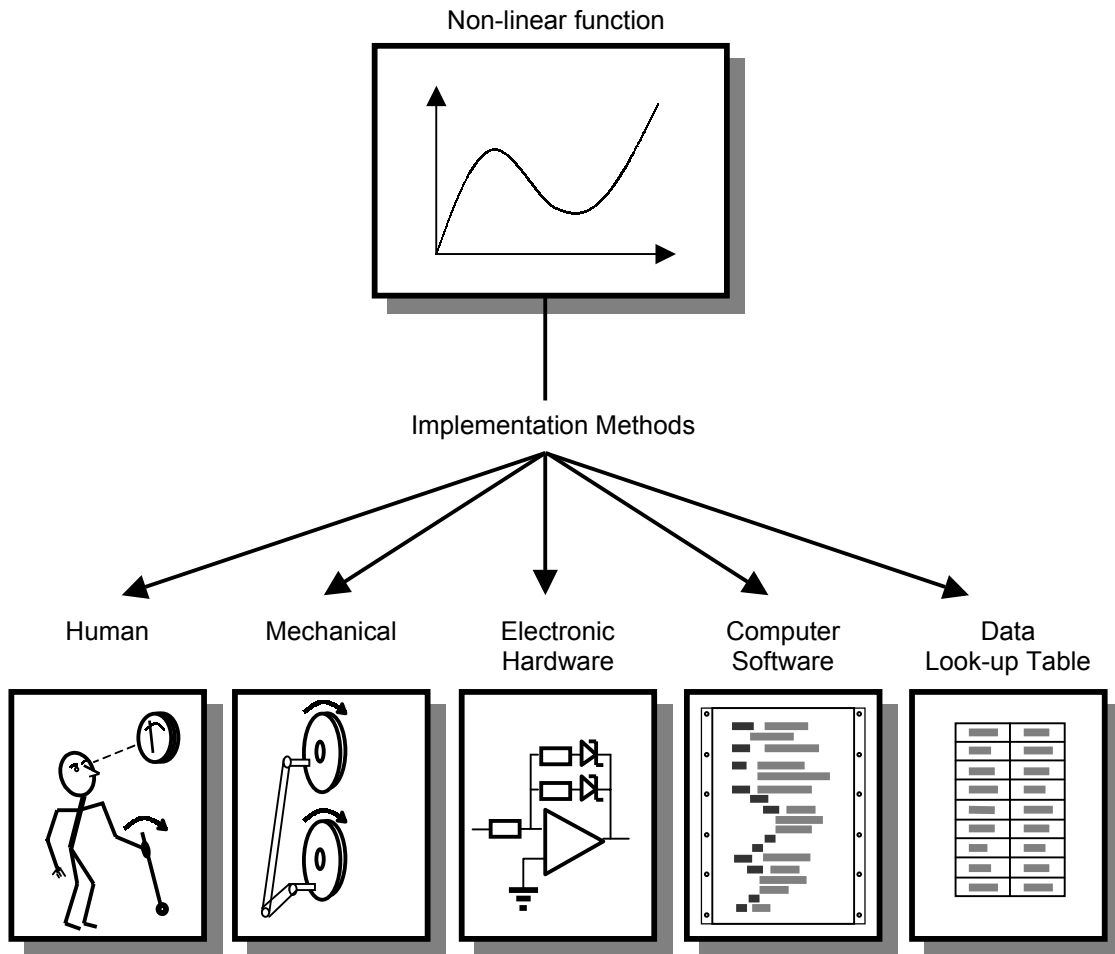 Non-linear function
Implementation Methods
Human
Mechanical
Electronic
Hardware
Computer
Software
Data
Look-up Table